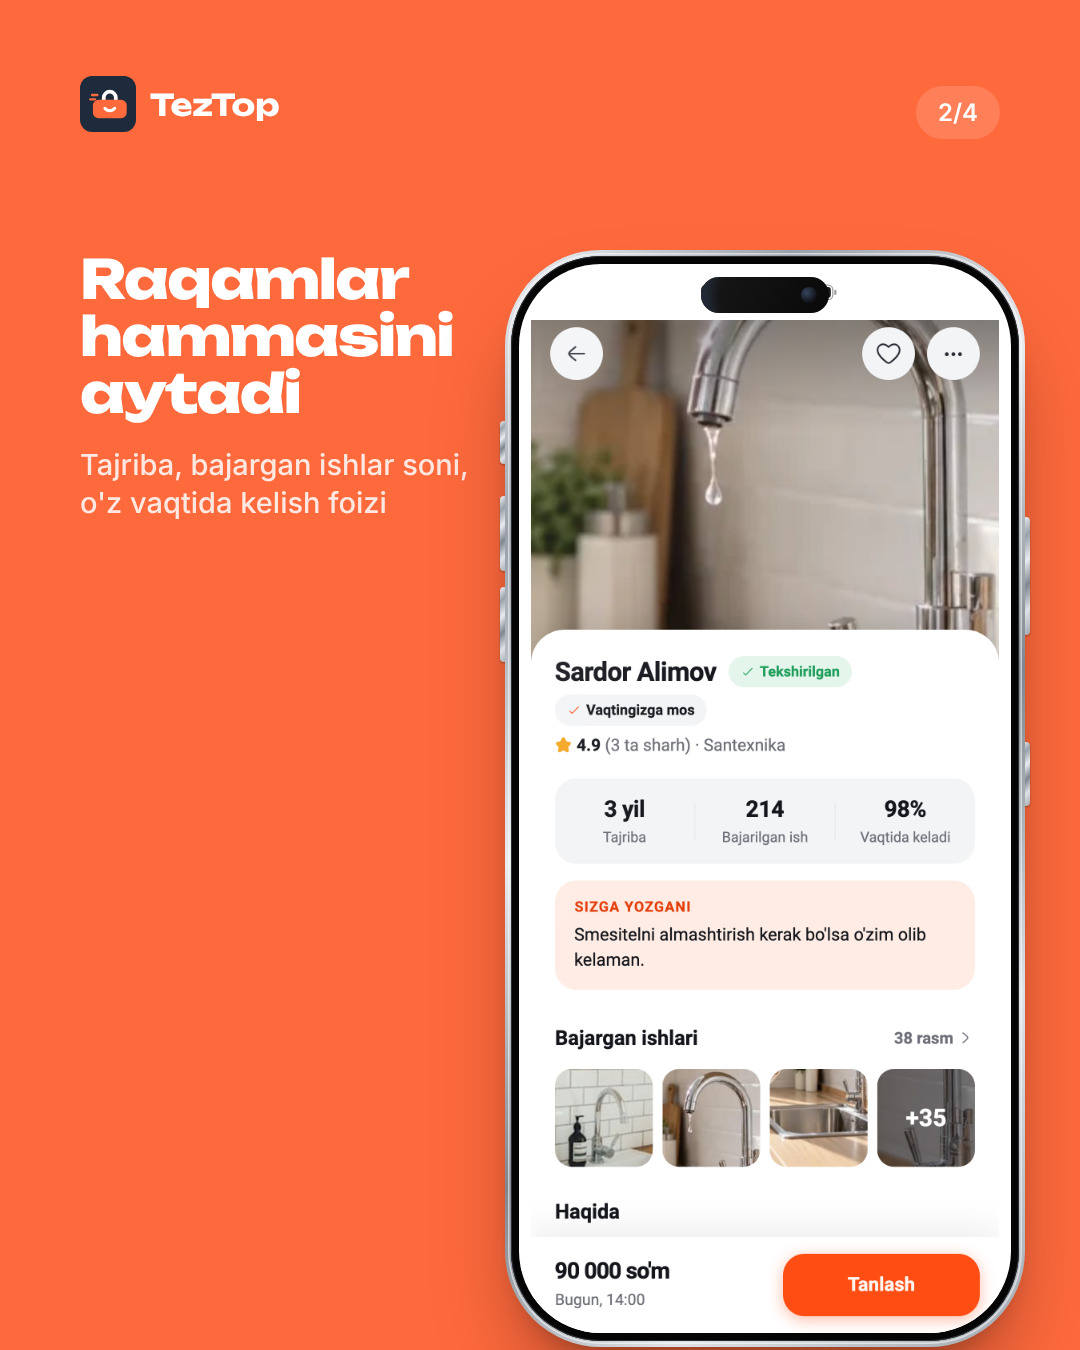 TezTop
2/4
Raqamlar
hammasini
aytadi
Tajriba, bajargan ishlar soni,
o'z vaqtida kelish foizi
Sardor Alimov
Tekshirilgan
Vaqtingizga mos
4.9 (3 ta sharh) · Santexnika
3 yil
Tajriba
214
Bajarilgan ish
98%
Vaqtida keladi
SIZGA YOZGANI
Smesitelni almashtirish kerak bo'lsa o'zim olib
kelaman.
Bajargan ishlari
38 rasm
+35
Haqida
90 000 so'm
Bugun, 14:00
Tanlash